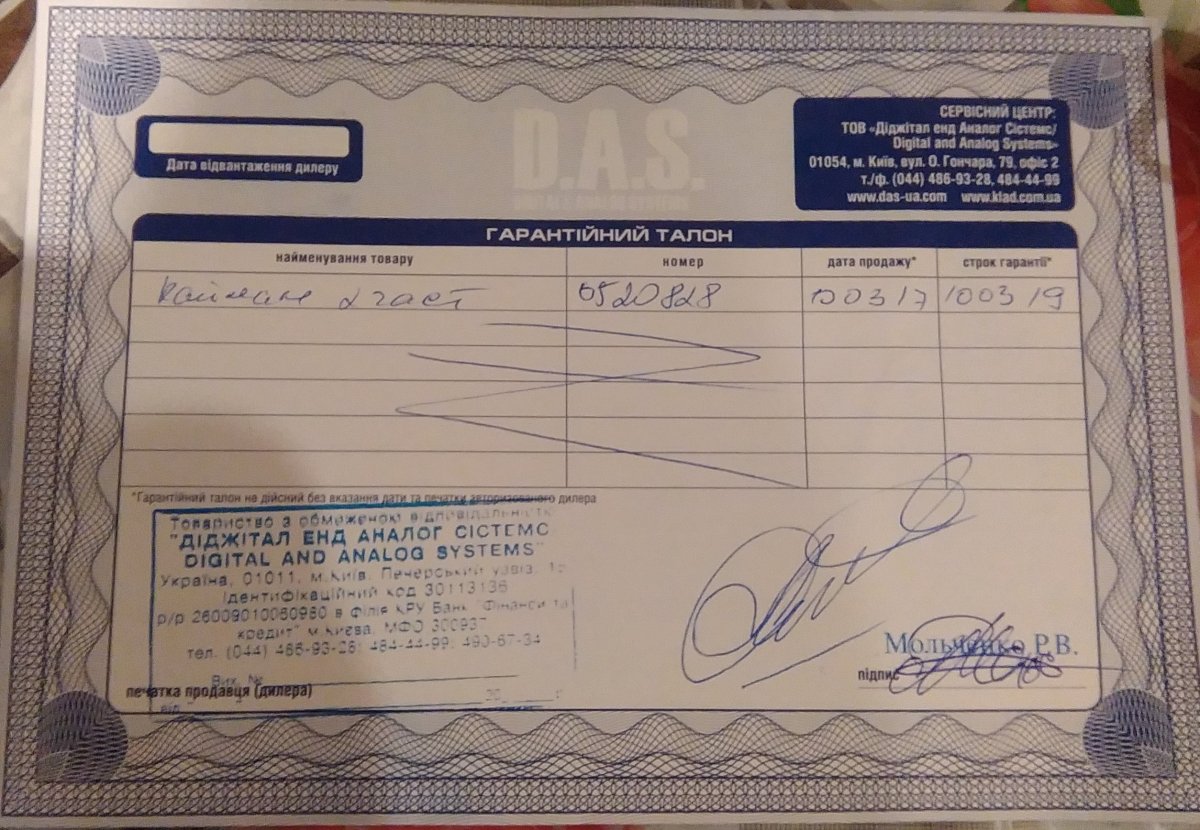 D.A.S.
Дата відвантаження дилеру
СЕРВІСНИЙ ЦЕНТР:
ТОВ «Діджітал енд Аналог Сістемс/
Digital and Analog Systems»
01054, м. Київ, вул. О. Гончара, 79, офіс 2
т./ф. (044) 486-93-28, 484-44-99
www.das-ua.com www.klad.com.ua
ГАРАНТІЙНИЙ ТАЛОН
найменування товару номер дата продажу* строк гарантії*
0520828 100317 100319
*Гарантійний талон не дійсний без вказання дати та печатки авторизованого дилера
Товариство з обмеженою відповідальністю
"ДІДЖІТАЛ ЕНД АНАЛОГ СІСТЕМС
DIGITAL AND ANALOG SYSTEMS"
Україна, 01011, м.Київ, Печерський узвіз,
Ідентифікаційний код 30113136
р/р 26009010060980 в філія КРУ Банк "Фінанси та
кредит" м.Києва, МФО 300937
тел. (044) 486-93-28; 484-44-99; 490-67-34
Вих. №
від
печатка продавця (дилера)
Мольченко Р.В.
підпис